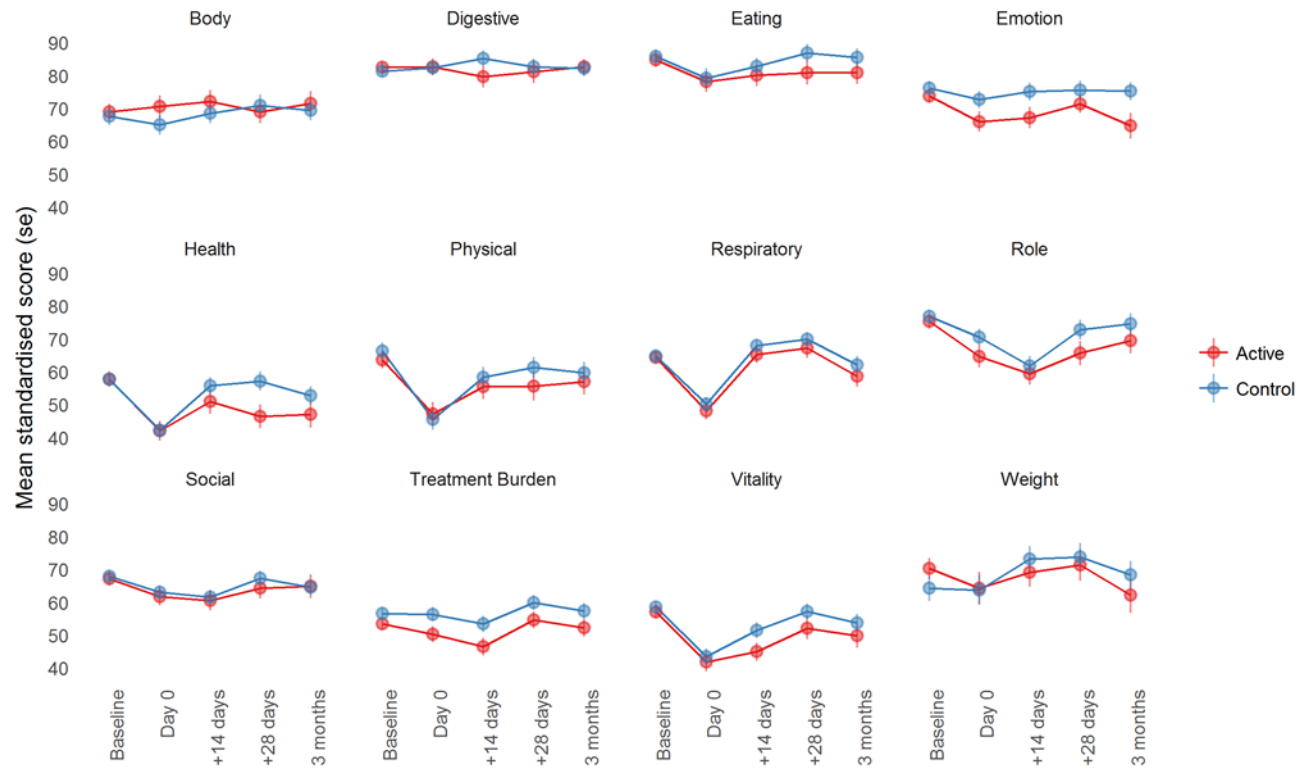 Body
Digestive
Eating
Emotion
90
80
70
60
50
40
Mean standardised score (se)
Health
Physical
Respiratory
Role
90
80
70
60
50
40
Active
Control
Social
Treatment Burden
Vitality
Weight
90
80
70
60
50
40
Baseline
Day 0
+14 days
+28 days
3 months
Baseline
Day 0
+14 days
+28 days
3 months
Baseline
Day 0
+14 days
+28 days
3 months
Baseline
Day 0
+14 days
+28 days
3 months